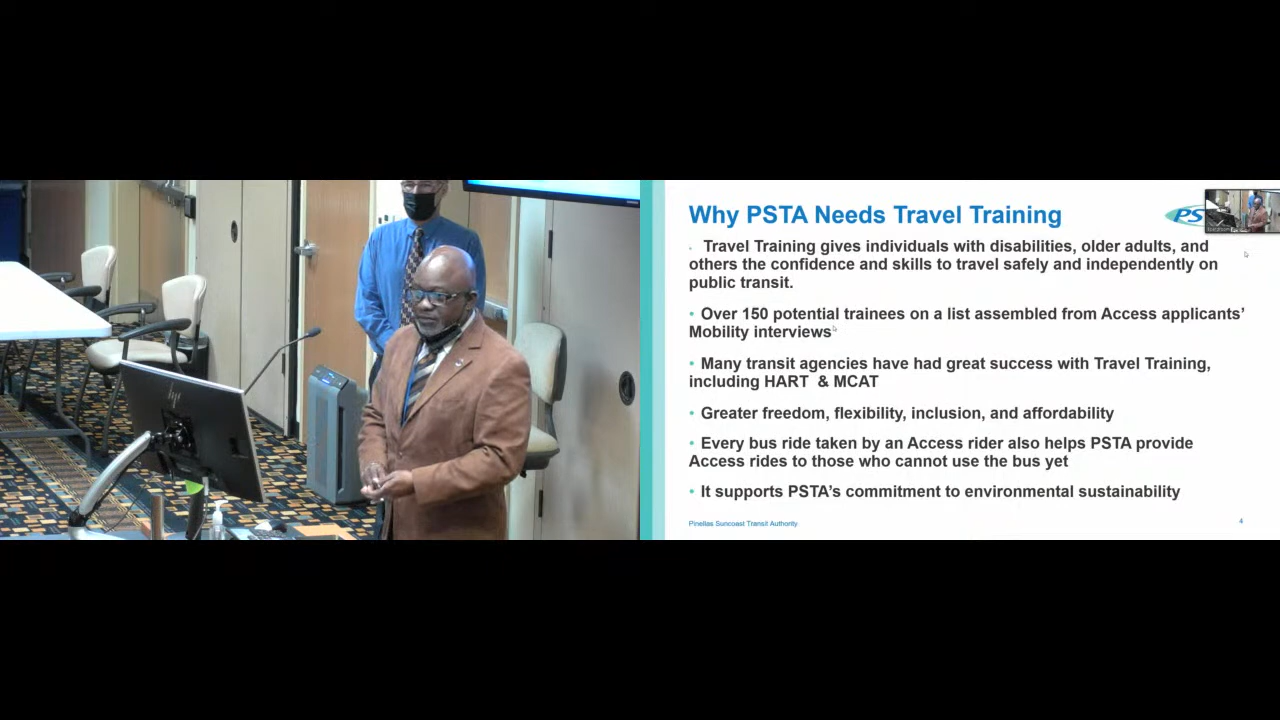 Why PSTA Needs Travel Training
PS
Travel Training gives individuals with disabilities, older adults, and
others the confidence and skills to travel safely and independently on
public transit.
• Over 150 potential trainees on a list assembled from Access applicants’
Mobility interviews
• Many transit agencies have had great success with Travel Training,
including HART & MCAT
• Greater freedom, flexibility, inclusion, and affordability
• Every bus ride taken by an Access rider also helps PSTA provide
Access rides to those who cannot use the bus yet
• It supports PSTA’s commitment to environmental sustainability
Pinellas Suncoast Transit Authority
4
hp